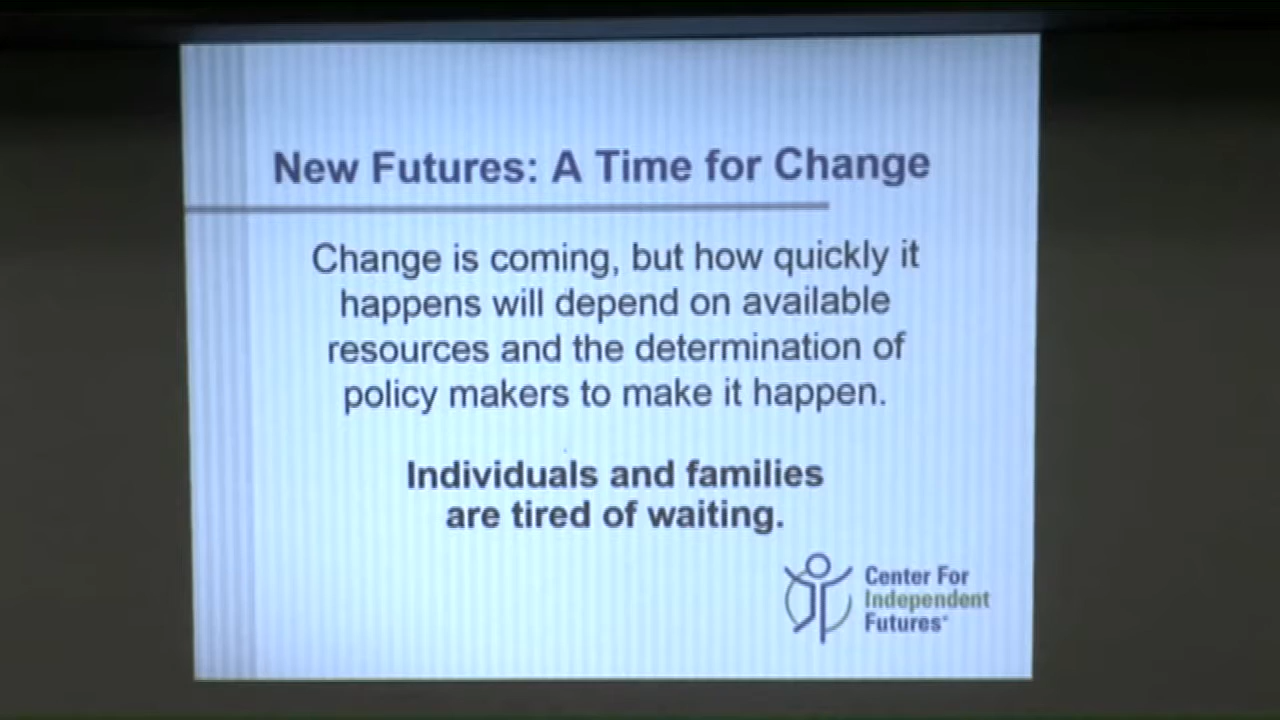 New Futures: A Time for Change
Change is coming, but how quickly it
happens will depend on available
resources and the determination of
policy makers to make it happen.
Individuals and families
are tired of waiting.
Center For
Independent
Futures